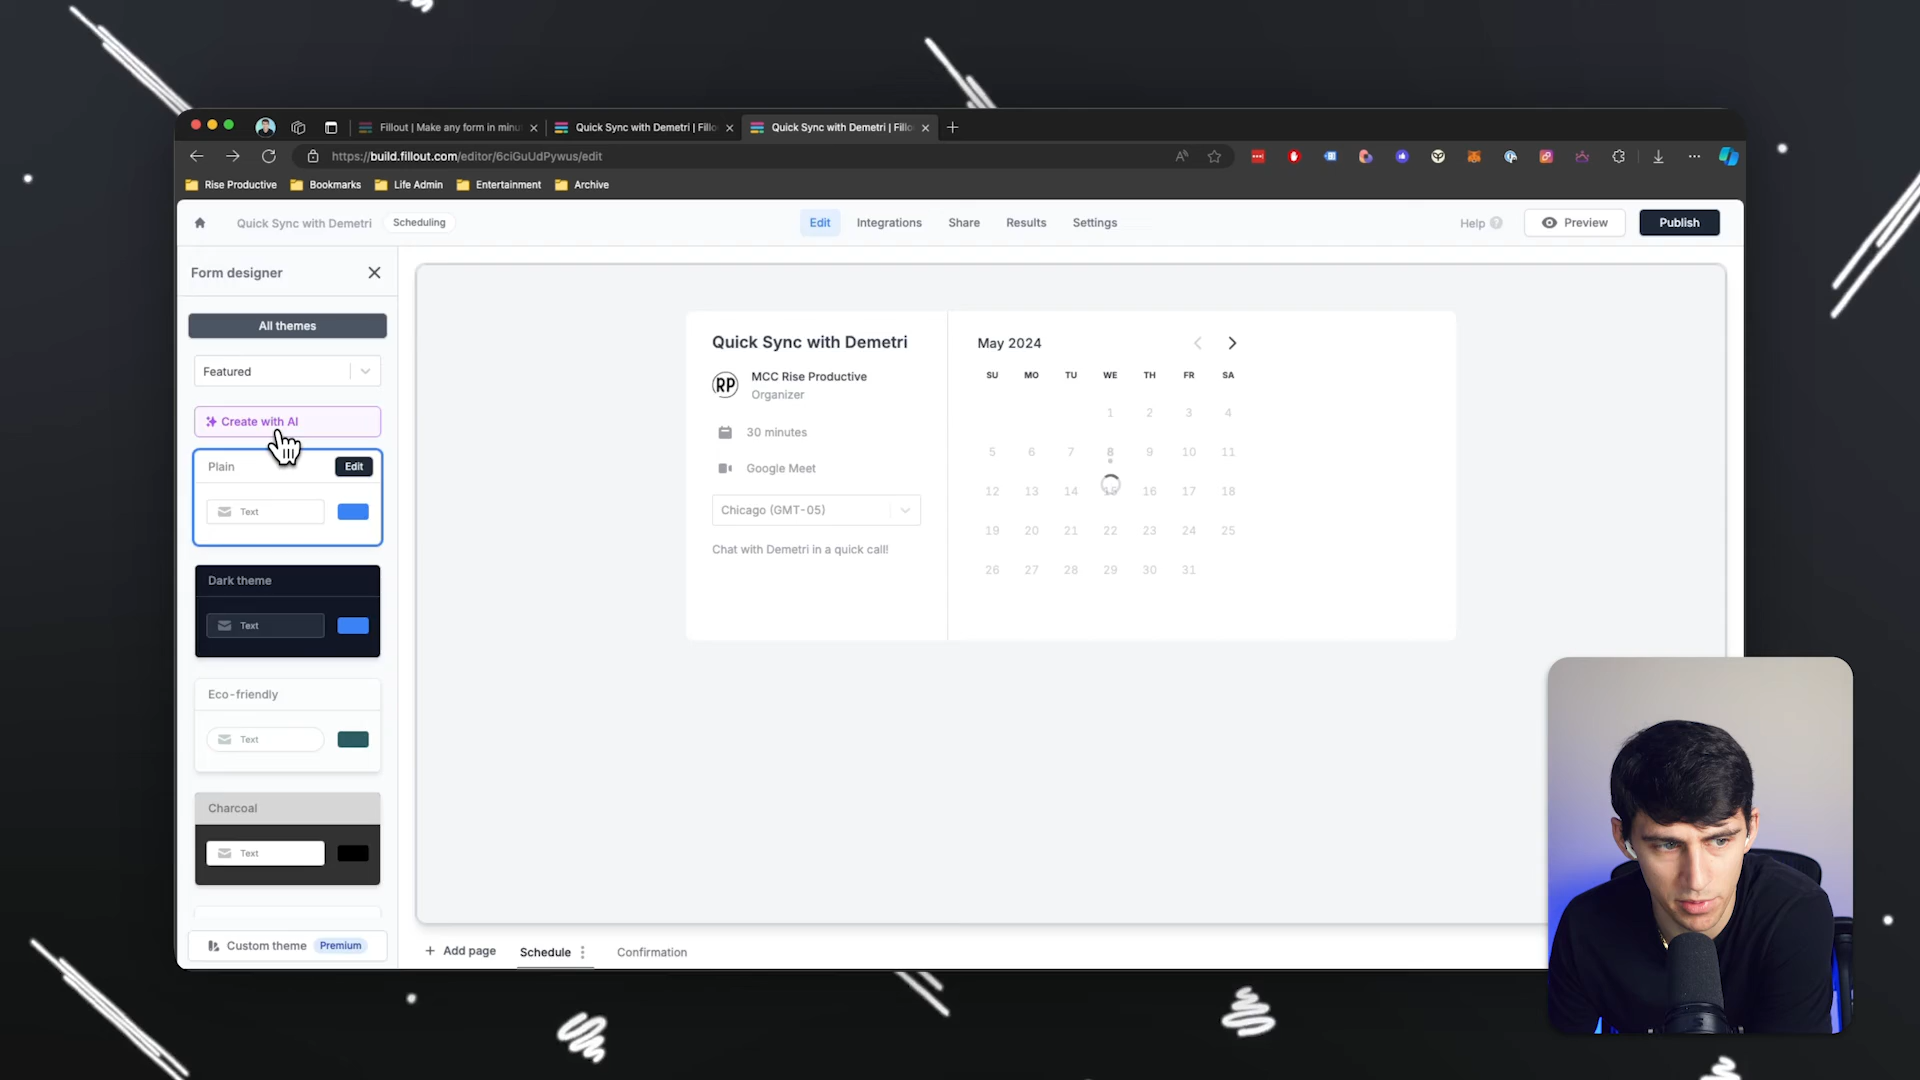 Fillout | Make any form in minut
Quick Sync with Demetri | Fillo
Quick Sync with Demetri | Fillo
https://build.fillout.com/editor/6ciGuUdPywus/edit
Rise Productive
Bookmarks
Life Admin
Entertainment
Archive
Quick Sync with Demetri
Scheduling
Edit
Integrations
Share
Results
Settings
Help
Preview
Publish
Form designer
All themes
Featured
Create with AI
Plain
Edit
Text
Dark theme
Text
Eco-friendly
Text
Charcoal
Text
Custom theme Premium
Quick Sync with Demetri
RP
MCC Rise Productive
Organizer
30 minutes
Google Meet
Chicago (GMT-05)
Chat with Demetri in a quick call!
May 2024
SU MO TU WE TH FR SA
1 2 3 4
5 6 7 8 9 10 11
12 13 14 15 16 17 18
19 20 21 22 23 24 25
26 27 28 29 30 31
+ Add page
Schedule
Confirmation